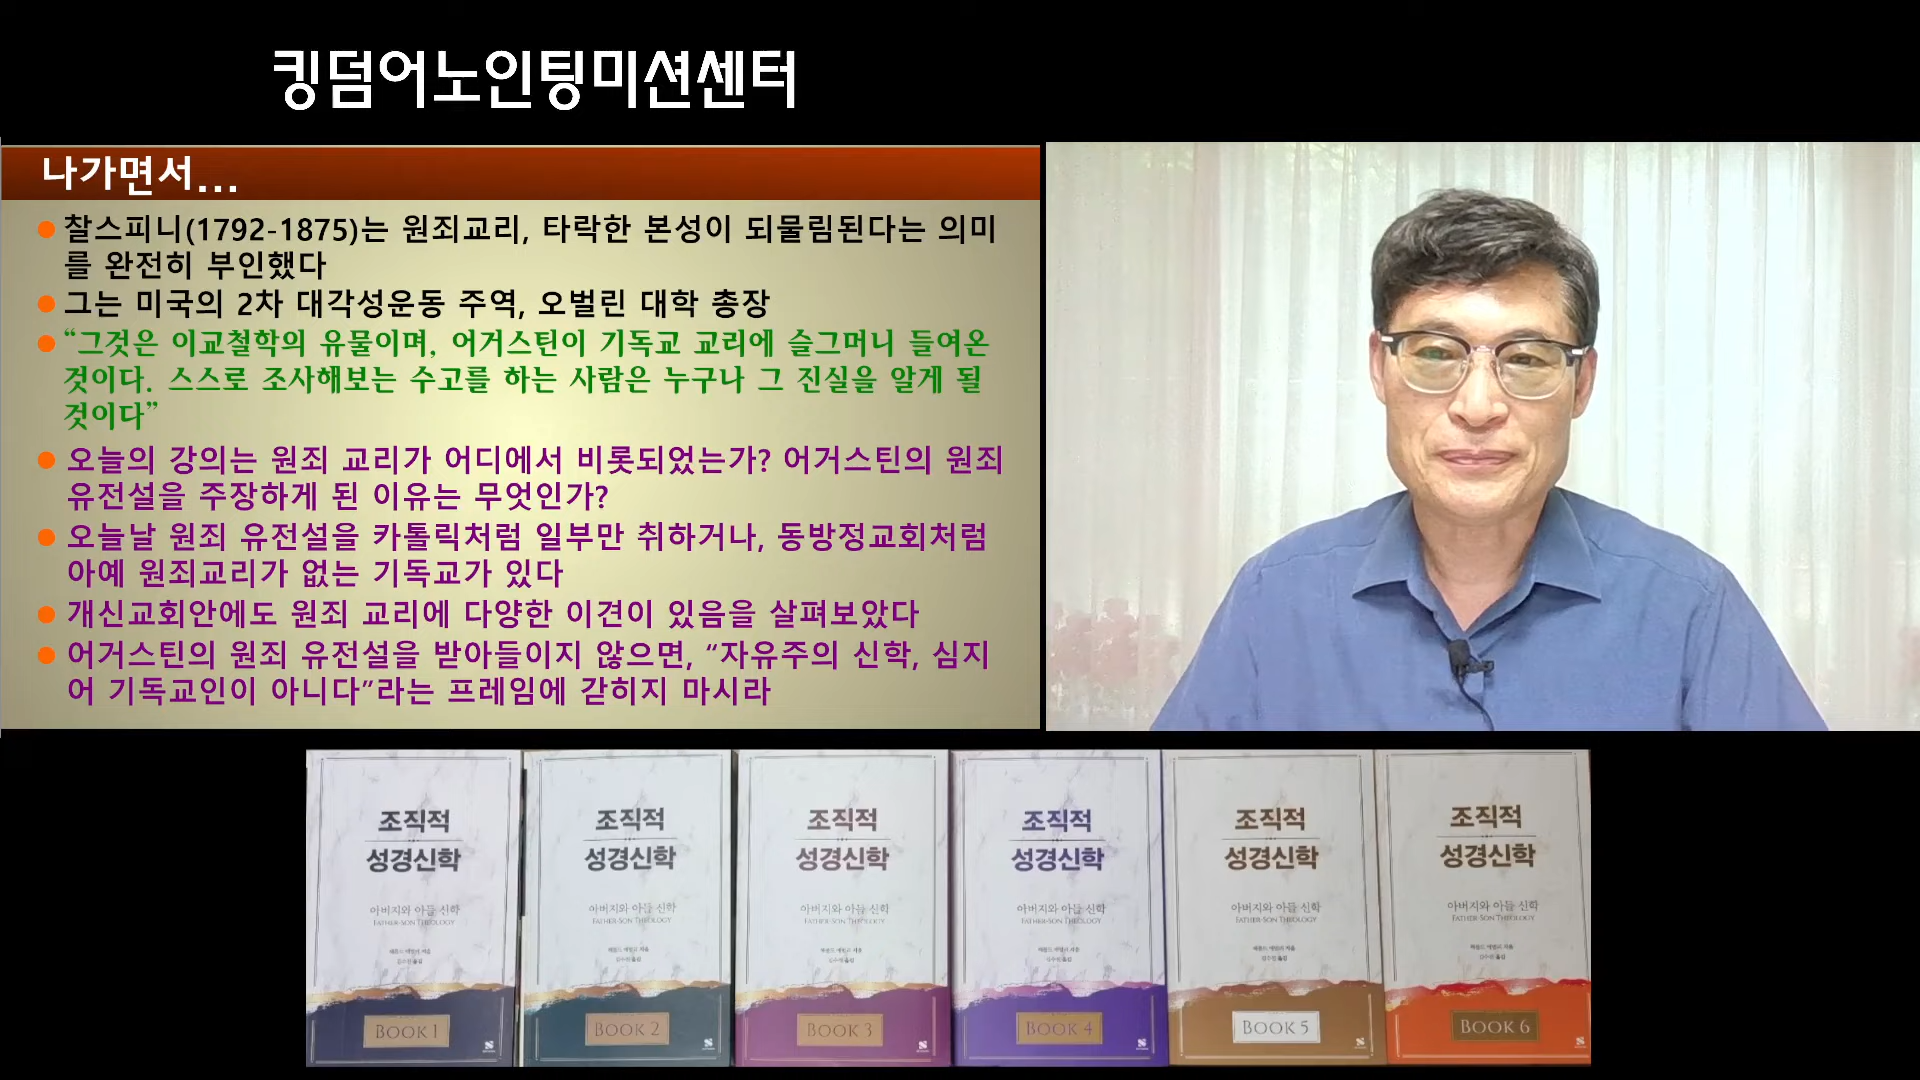 킹덤어노인팅미션센터
나가면서...
찰스피니(1792-1875)는 원죄교리, 타락한 본성이 되물림된다는 의미
를 완전히 부인했다
그는 미국의 2차 대각성운동 주역, 오벌린 대학 총장
“그것은 이교철학의 유물이며, 어거스틴이 기독교 교리에 슬그머니 들여온
것이다. 스스로 조사해보는 수고를 하는 사람은 누구나 그 진실을 알게 될
것이다”
오늘의 강의는 원죄 교리가 어디에서 비롯되었는가? 어거스틴의 원죄
유전설을 주장하게 된 이유는 무엇인가?
오늘날 원죄 유전설을 카톨릭처럼 일부만 취하거나, 동방정교회처럼
아예 원죄교리가 없는 기독교가 있다
개신교회안에도 원죄 교리에 다양한 이견이 있음을 살펴보았다
어거스틴의 원죄 유전설을 받아들이지 않으면, “자유주의 신학, 심지
어 기독교인이 아니다”라는 프레임에 갇히지 마시라
조직적
성경신학
아버지와 아들 신학
FATHER-SON THEOLOGY
BOOK 1
조직적
성경신학
아버지와 아들 신학
FATHER-SON THEOLOGY
BOOK 2
조직적
성경신학
아버지와 아들 신학
FATHER-SON THEOLOGY
BOOK 3
조직적
성경신학
아버지와 아들 신학
FATHER-SON THEOLOGY
BOOK 4
조직적
성경신학
아버지와 아들 신학
FATHER-SON THEOLOGY
BOOK 5
조직적
성경신학
아버지와 아들 신학
FATHER-SON THEOLOGY
BOOK 6